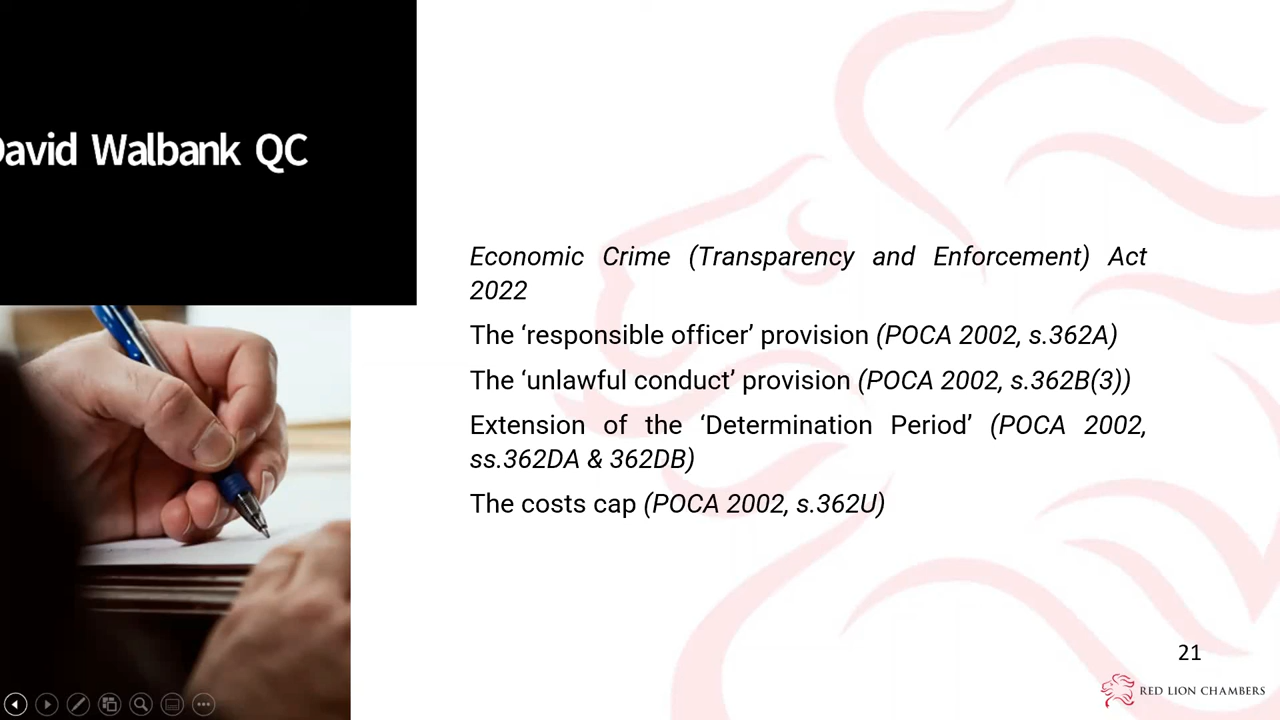 David Walbank QC
Economic Crime (Transparency and Enforcement) Act
2022
The ‘responsible officer’ provision (POCA 2002, s.362A)
The ‘unlawful conduct’ provision (POCA 2002, s.362B(3))
Extension of the ‘Determination Period’ (POCA 2002,
ss.362DA & 362DB)
The costs cap (POCA 2002, s.362U)
21
RED LION CHAMBERS